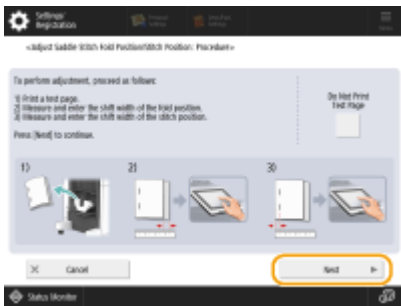 Settings/
Registration
Menu
<Adjust Saddle Stitch Fold Position/Stitch Position: Procedure>
To perform adjustment, proceed as follows:
1) Print a test page.
2) Measure and enter the shift width of the fold position.
3) Measure and enter the shift width of the stitch position.
Press [Next] to continue.
Do Not Print
Test Page
1)
2)
3)
Cancel
Next
Status Monitor